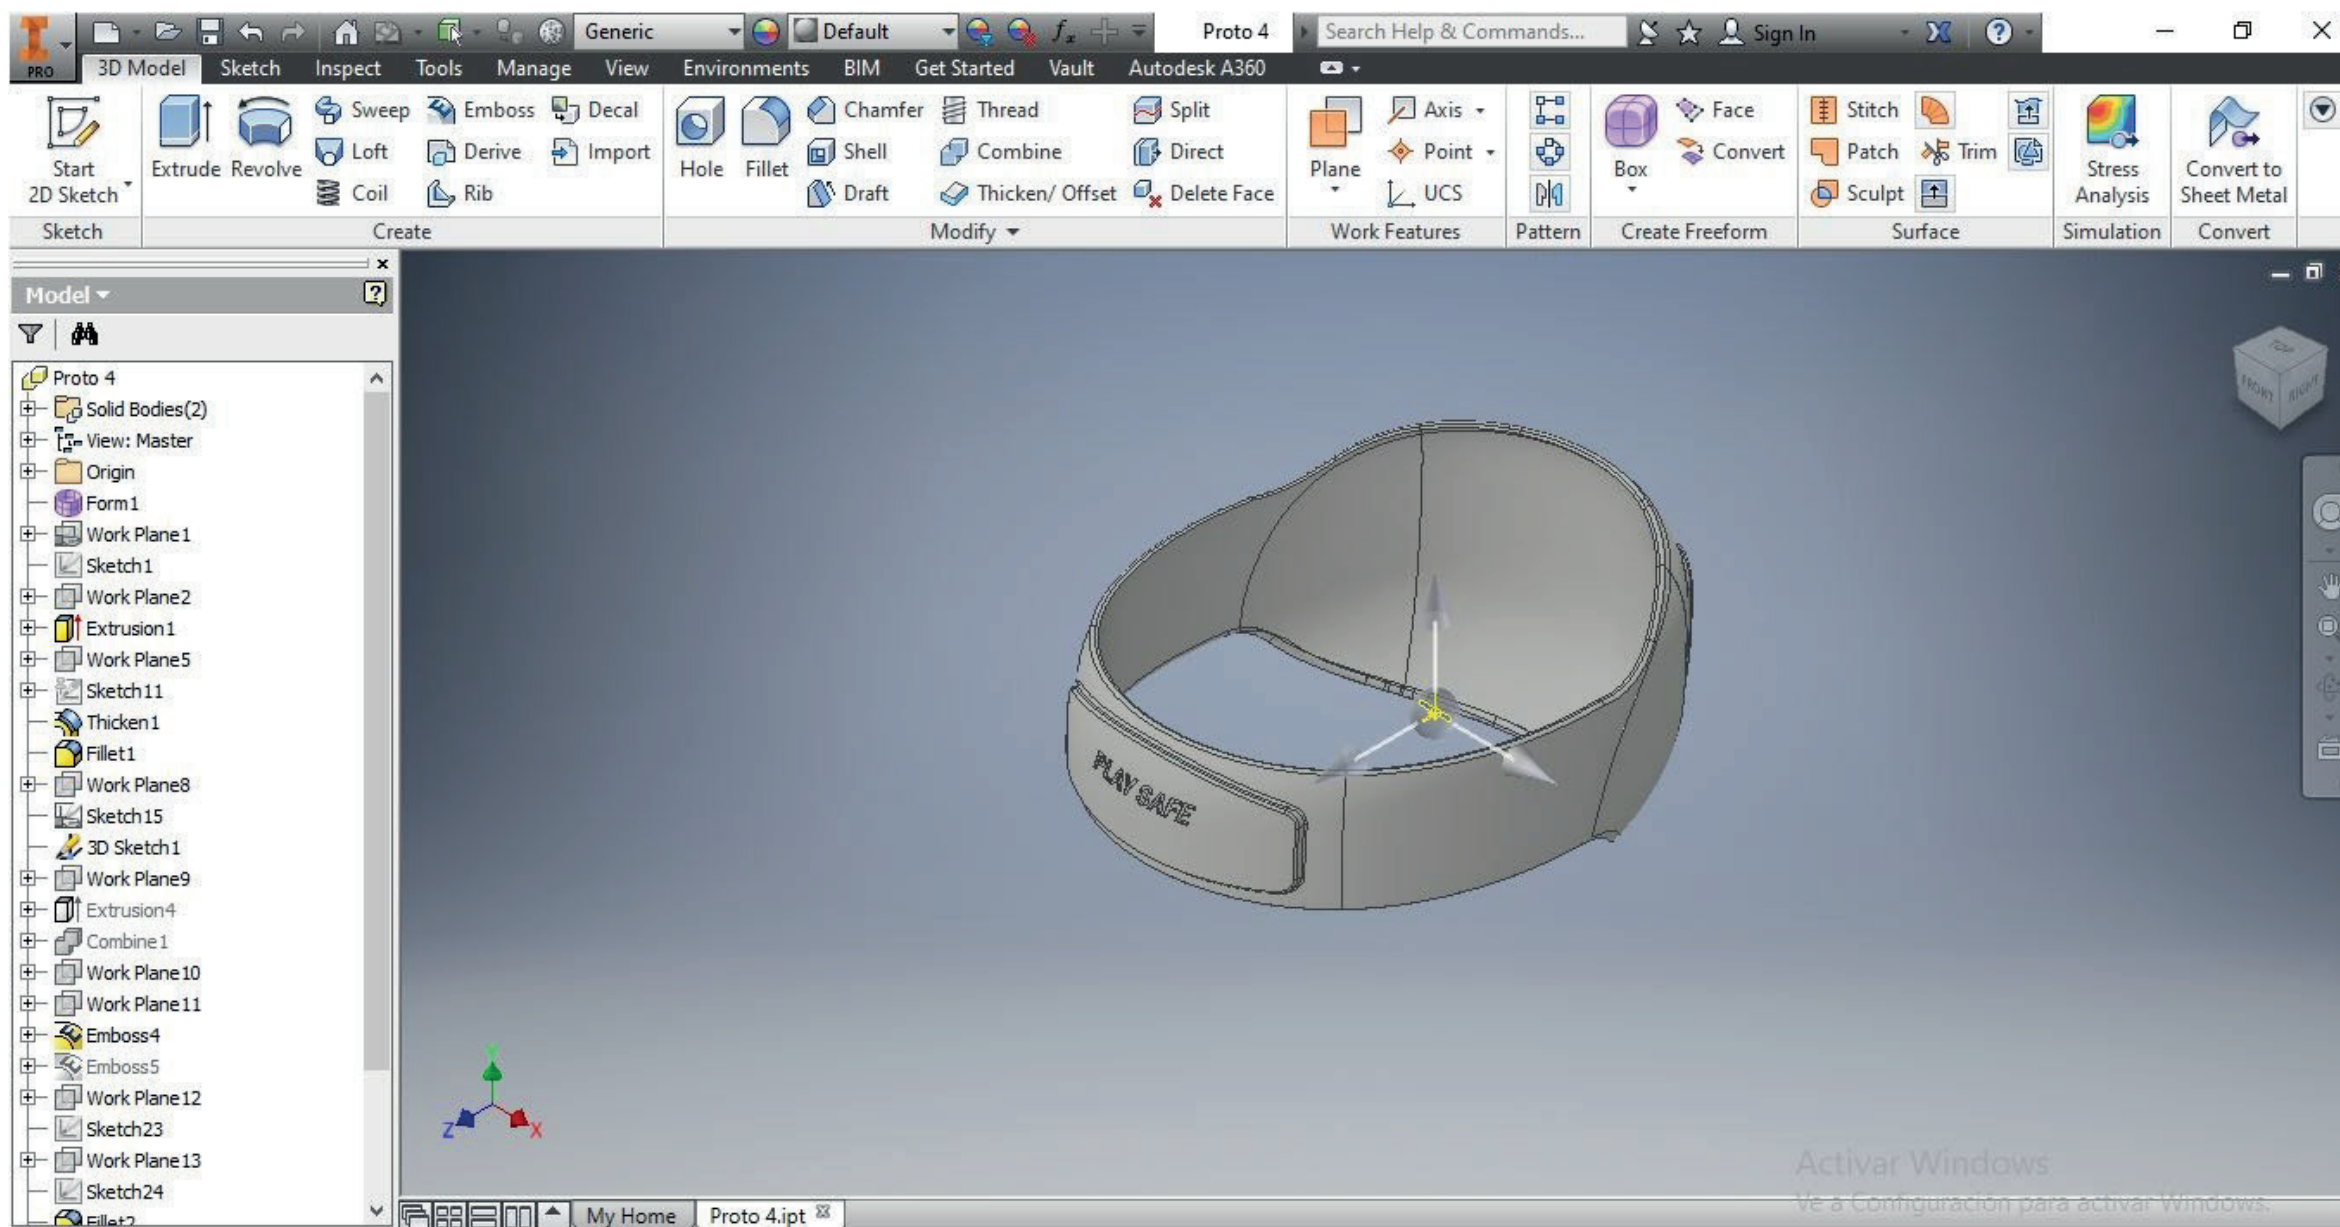 Generic
Default
Proto 4
Search Help & Commands...
Sign In
PRO
3D Model Sketch Inspect Tools Manage View Environments BIM Get Started Vault Autodesk A360
Start 2D Sketch
Extrude
Revolve
Sweep
Loft
Coil
Emboss
Derive
Rib
Decal
Import
Hole
Fillet
Chamfer
Shell
Draft
Thread
Combine
Thicken/ Offset
Split
Direct
Delete Face
Plane
Axis
Point
UCS
Box
Face
Convert
Stitch
Patch
Sculpt
Trim
Stress Analysis
Convert to Sheet Metal
Sketch Create Modify Work Features Pattern Create Freeform Surface Simulation Convert
Model
Proto 4
Solid Bodies(2)
View: Master
Origin
Form1
Work Plane1
Sketch1
Work Plane2
Extrusion1
Work Plane5
Sketch11
Thicken1
Fillet1
Work Plane8
Sketch15
3D Sketch1
Work Plane9
Extrusion4
Combine1
Work Plane10
Work Plane11
Emboss4
Emboss5
Work Plane12
Sketch23
Work Plane13
Sketch24
Fillet2
TOP
FRONT
RIGHT
PLAY SAFE
Y
Z
X
Activar Windows
Ve a Configuración para activar Windows.
My Home
Proto 4.ipt